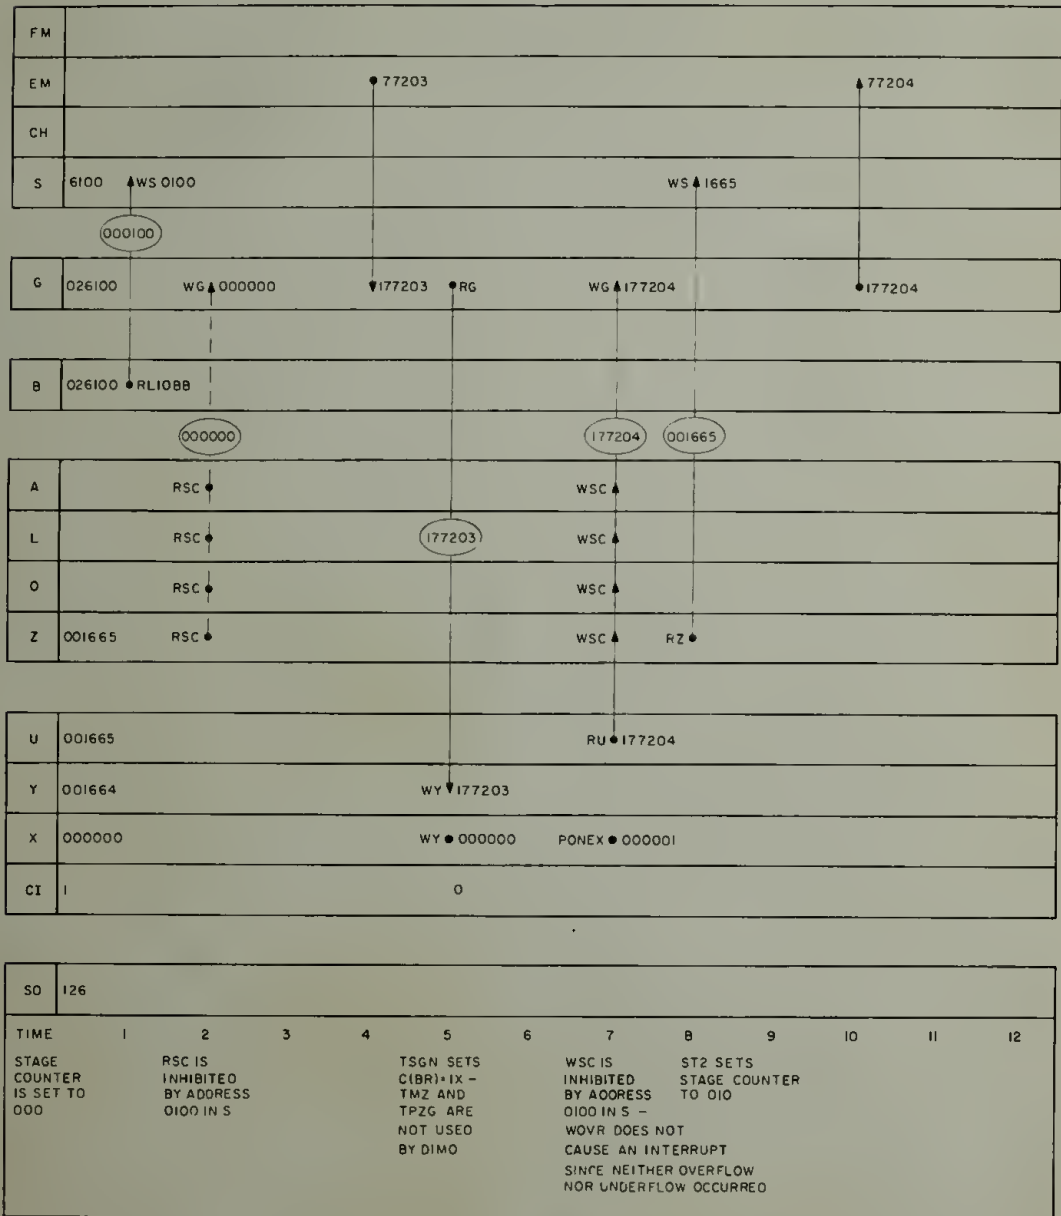 FM
EM 77203 77204
CH
S 6100 WS 0100 WS 1665
000100
G 026100 WG 000000 177203 RG WG 177204 177204
B 026100 RL10BB
000000 177204 001665
A RSC WSC
L RSC 177203 WSC
O RSC WSC
Z 001665 RSC WSC RZ
U 001665 RU 177204
Y 001664 WY 177203
X 000000 WY 000000 PONEX 000001
CI 1 0
SQ 126
TIME 1 2 3 4 5 6 7 8 9 10 11 12
STAGE COUNTER IS SET TO 000
RSC IS INHIBITED BY ADDRESS 0100 IN S
TSGN SETS C(BR)=1X - TMZ AND TPZG ARE NOT USED BY DIM0
WSC IS INHIBITED BY ADDRESS 0100 IN S - WOVR DOES NOT CAUSE AN INTERRUPT SINCE NEITHER OVERFLOW NOR UNDERFLOW OCCURRED
ST2 SETS STAGE COUNTER TO 010